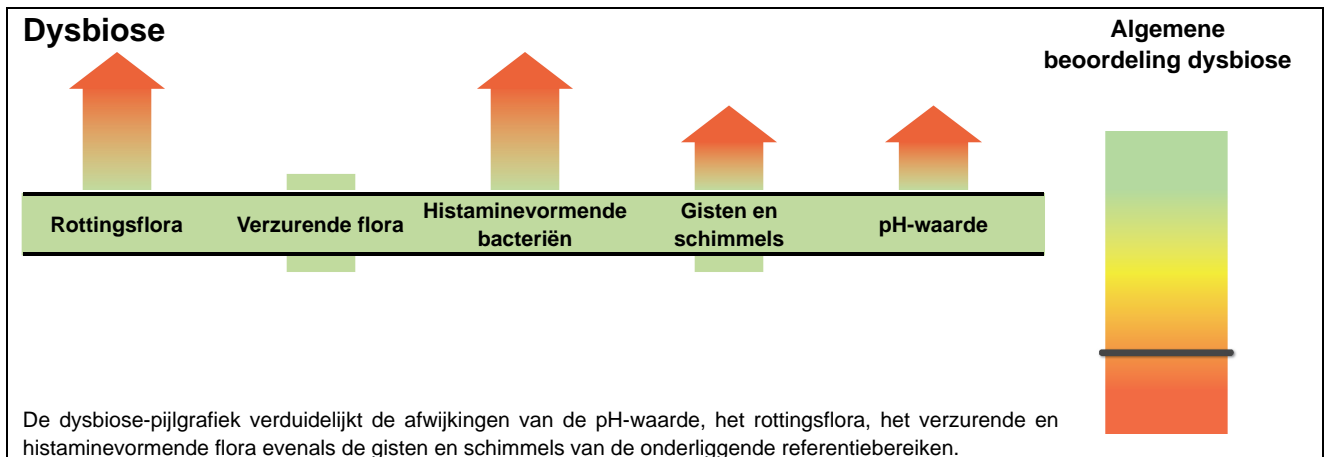 Dysbiose
Algemene
beoordeling dysbiose
Rottingsflora
Verzurende flora
Histaminevormende
bacteriën
Gisten en
schimmels
pH-waarde
De dysbiose-pijlgrafiek verduidelijkt de afwijkingen van de pH-waarde, het rottingsflora, het verzurende en
histaminevormende flora evenals de gisten en schimmels van de onderliggende referentiebereiken.